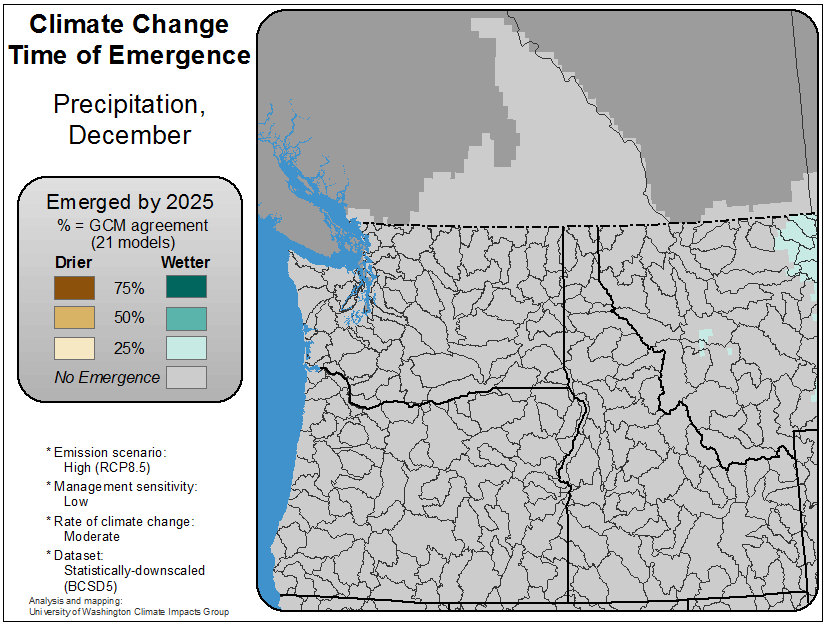 Climate Change
Time of Emergence
Precipitation,
December
Emerged by 2025
% = GCM agreement
(21 models)
Drier Wetter
75%
50%
25%
No Emergence
* Emission scenario:
High (RCP8.5)
* Management sensitivity:
Low
* Rate of climate change:
Moderate
* Dataset:
Statistically-downscaled
(BCSD5)
Analysis and mapping:
University of Washington Climate Impacts Group